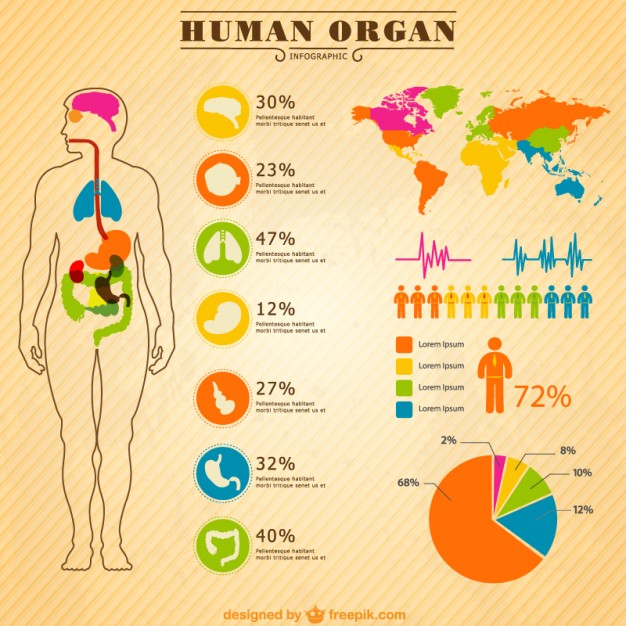 HUMAN ORGAN
INFOGRAPHIC
30%
Pellentesque habitant
morbi tristique senet us et
23%
Pellentesque habitant
morbi tristique senet us et
47%
Pellentesque habitant
morbi tristique senet us et
12%
Pellentesque habitant
morbi tristique senet us et
27%
Pellentesque habitant
morbi tristique senet us et
32%
Pellentesque habitant
morbi tristique senet us et
40%
Pellentesque habitant
morbi tristique senet us et
Lorem Ipsum
Lorem Ipsum
Lorem Ipsum
Lorem Ipsum
72%
2%
8%
10%
12%
68%
designed by freepik.com